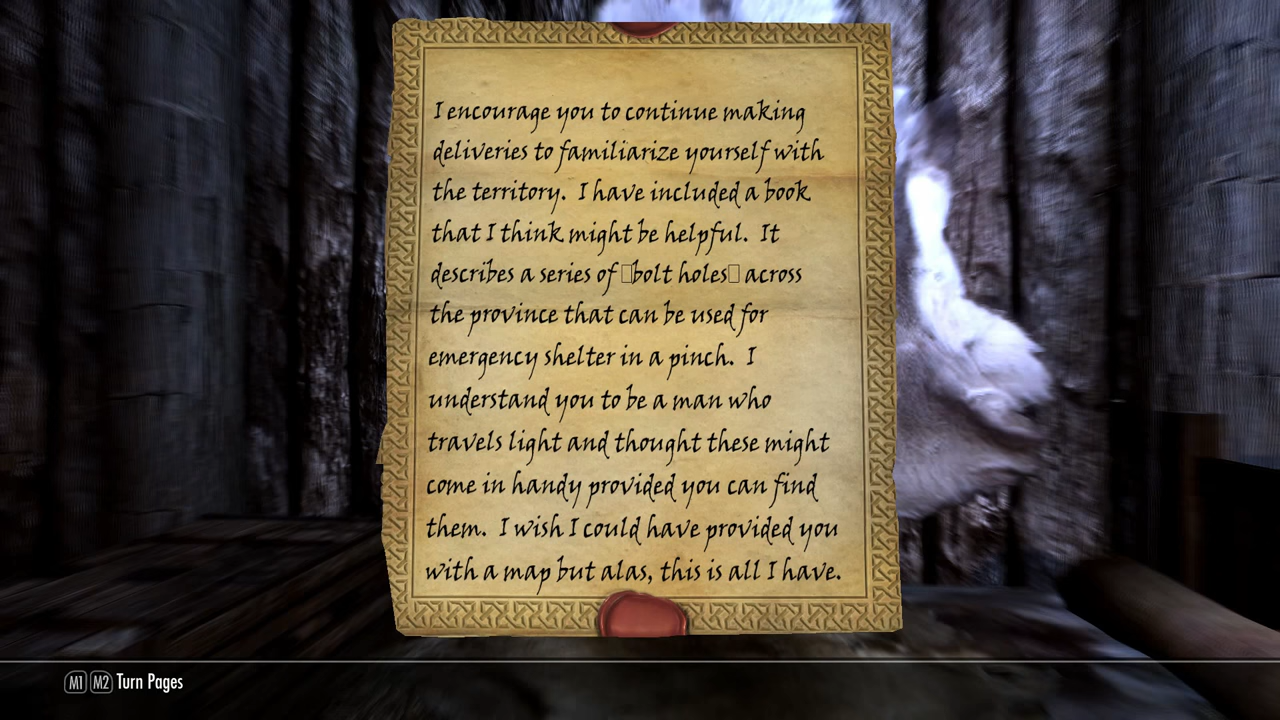 I encourage you to continue making
deliveries to familiarize yourself with
the territory.  I have included a book
that I think might be helpful.  It
describes a series of □bolt holes□ across
the province that can be used for
emergency shelter in a pinch.  I
understand you to be a man who
travels light and thought these might
come in handy provided you can find
them.  I wish I could have provided you
with a map but alas, this is all I have.
M1 M2 Turn Pages